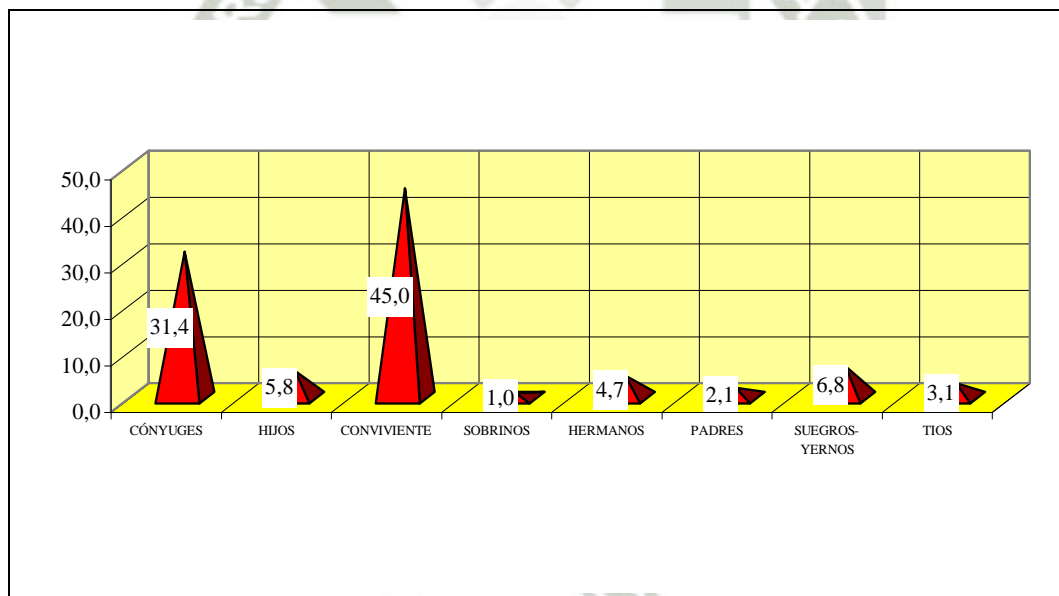 50,0
40,0
30,0
20,0
10,0
0,0
31,4
5,8
45,0
1,0
4,7
2,1
6,8
3,1
CÓNYUGES
HIJOS
CONVIVIENTE
SOBRINOS
HERMANOS
PADRES
SUEGROS-
YERNOS
TIOS